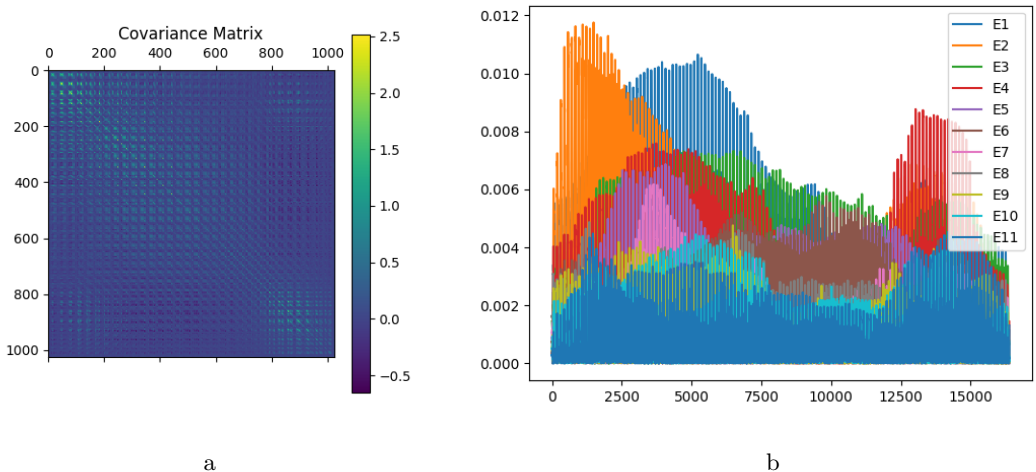 Covariance Matrix
0 200 400 600 800 1000
0
200
400
600
800
1000
2.5
2.0
1.5
1.0
0.5
0.0
−0.5
a
0.012
0.010
0.008
0.006
0.004
0.002
0.000
0 2500 5000 7500 10000 12500 15000
E1
E2
E3
E4
E5
E6
E7
E8
E9
E10
E11
b